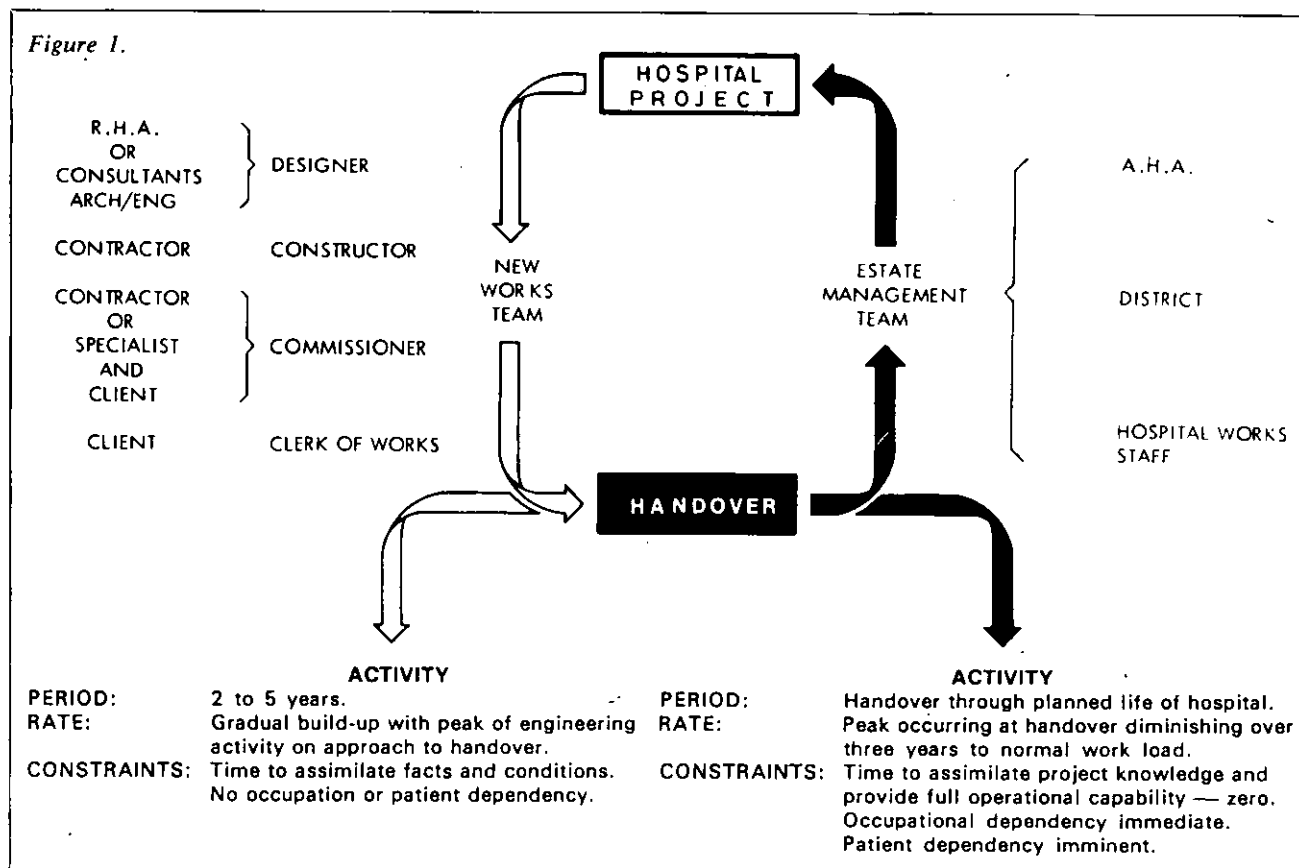 Figure 1.
HOSPITAL
PROJECT
R.H.A.
OR
CONSULTANTS
ARCH/ENG
DESIGNER
CONTRACTOR
CONSTRUCTOR
CONTRACTOR
OR
SPECIALIST
AND
CLIENT
COMMISSIONER
CLIENT
CLERK OF WORKS
NEW
WORKS
TEAM
ESTATE
MANAGEMENT
TEAM
A.H.A.
DISTRICT
HOSPITAL WORKS
STAFF
HANDOVER
ACTIVITY
PERIOD: 2 to 5 years.
RATE: Gradual build-up with peak of engineering
activity on approach to handover.
CONSTRAINTS: Time to assimilate facts and conditions.
No occupation or patient dependency.
ACTIVITY
PERIOD: Handover through planned life of hospital.
RATE: Peak occurring at handover diminishing over
three years to normal work load.
CONSTRAINTS: Time to assimilate project knowledge and
provide full operational capability — zero.
Occupational dependency immediate.
Patient dependency imminent.